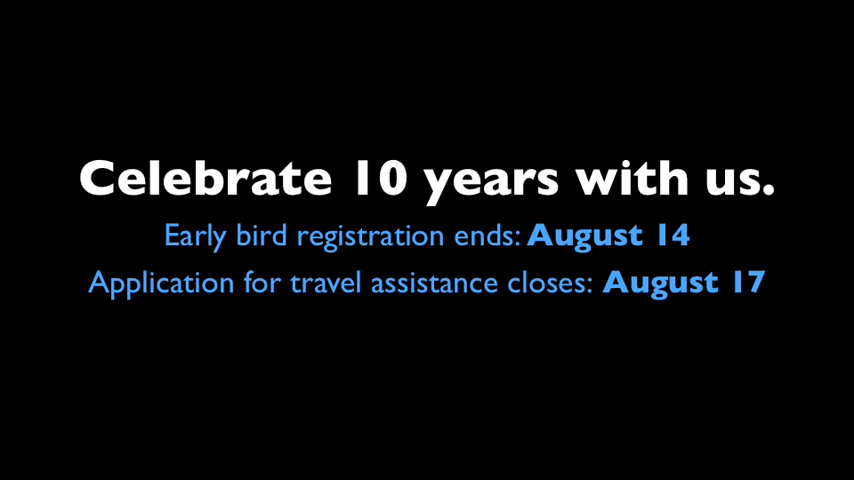 Celebrate 10 years with us.
Early bird registration ends: August 14
Application for travel assistance closes: August 17